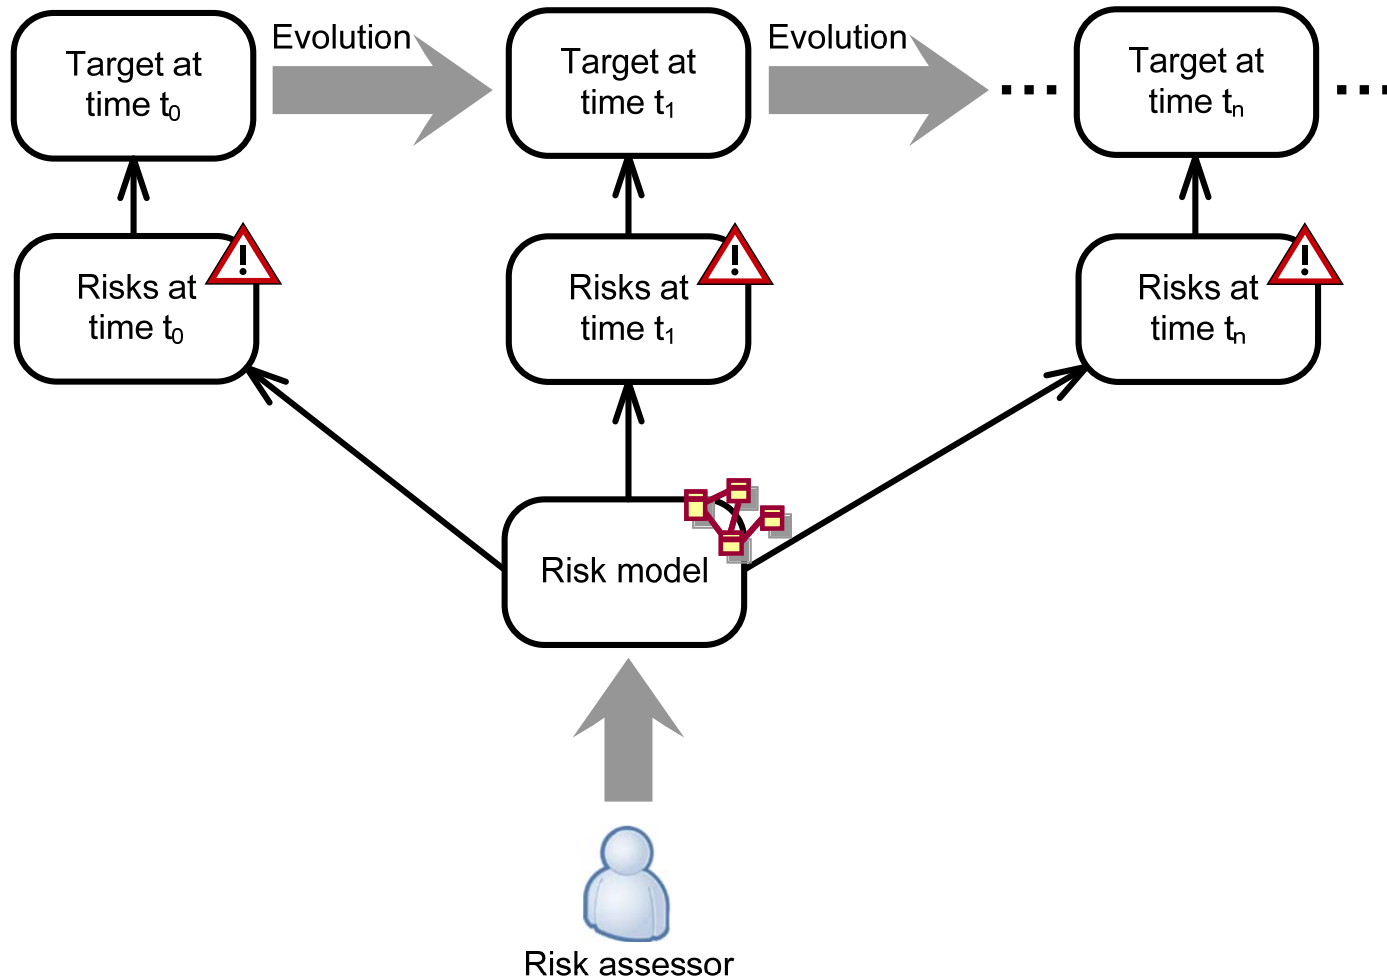 Evolution
Evolution
Target at
time t0
Target at
time t1
Target at
time tn
Risks at
time t0
Risks at
time t1
Risks at
time tn
Risk model
Risk assessor